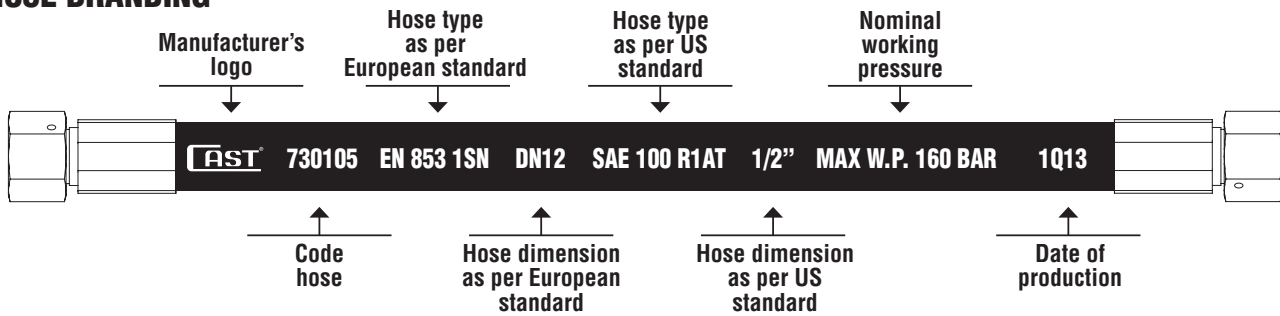 HOSE BRANDING
Manufacturer’s
logo
Hose type
as per
European standard
Hose type
as per US
standard
Nominal
working
pressure
CAST® 730105 EN 853 1SN DN12 SAE 100 R1AT 1/2” MAX W.P. 160 BAR 1Q13
Code
hose
Hose dimension
as per European
standard
Hose dimension
as per US
standard
Date of
production